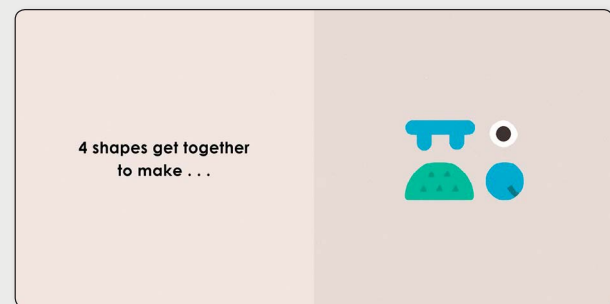 4 shapes get together
to make . . .